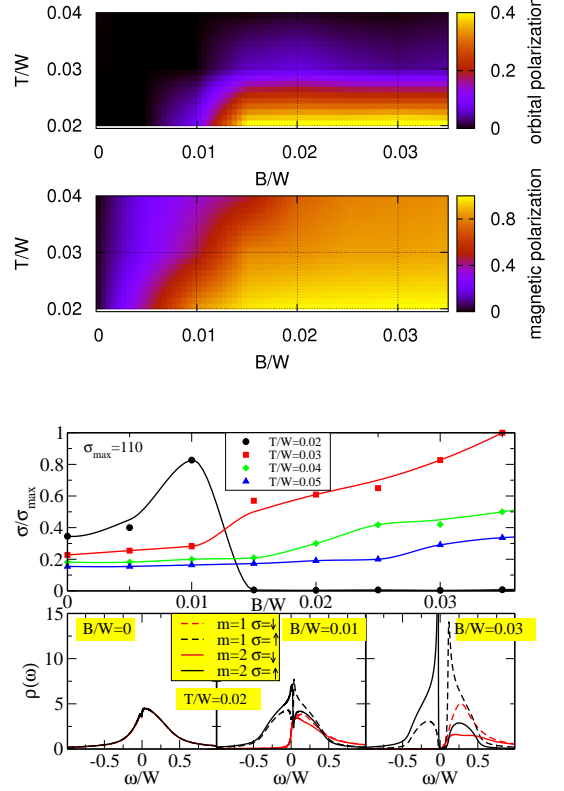 0.04
0.03
0.02
T/W
0 0.01 0.02 0.03
B/W
0.4
0.2
0
orbital polarization
0.04
0.03
0.02
T/W
0 0.01 0.02 0.03
B/W
0.8
0.4
0
magnetic polarization
1
0.8
0.6
0.4
0.2
0
σ/σmax
σmax=110
T/W=0.02
T/W=0.03
T/W=0.04
T/W=0.05
0 0.01 0.02 0.03
B/W
15
10
5
0
ρ(ω)
B/W=0
m=1 σ=↓
m=1 σ=↑
m=2 σ=↓
m=2 σ=↑
B/W=0.01
B/W=0.03
T/W=0.02
-0.5 0 0.5 -0.5 0 0.5 -0.5 0 0.5
ω/W ω/W ω/W